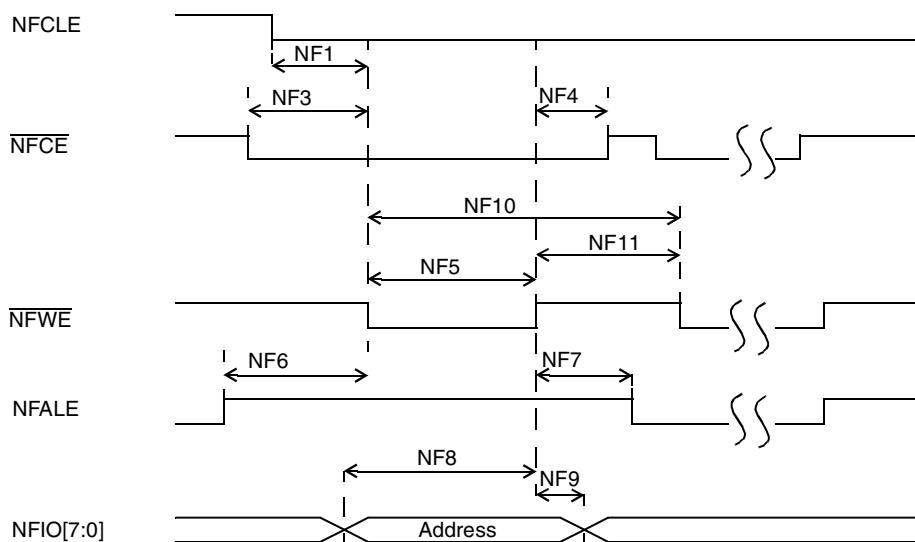 NFCLE
NF1
NF3
NF4
NFCE
NF10
NF11
NF5
NFWE
NF6
NF7
NFALE
NF8
NF9
NFIO[7:0]
Address